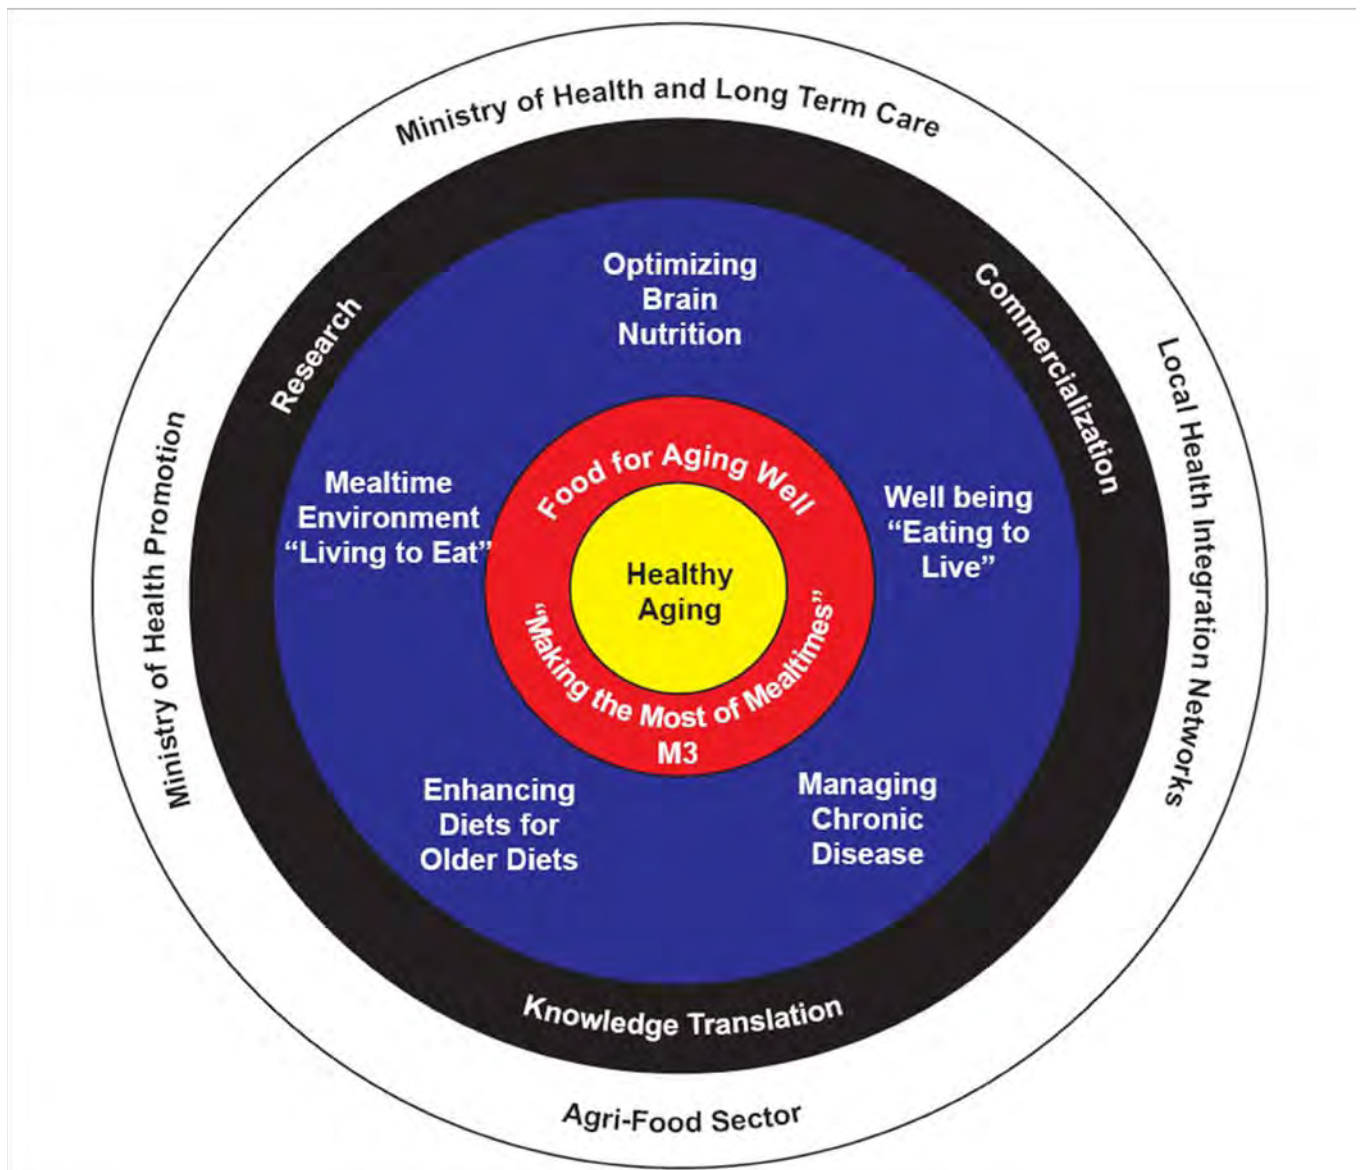 Ministry of Health and Long Term Care
Ministry of Health Promotion
Local Health Integration Networks
Agri-Food Sector
Research
Commercialization
Knowledge Translation
Optimizing
Brain
Nutrition
Mealtime
Environment
“Living to Eat”
Well being
“Eating to
Live”
Enhancing
Diets for
Older Diets
Managing
Chronic
Disease
Food for Aging Well
“Making the Most of Mealtimes”
M3
Healthy
Aging